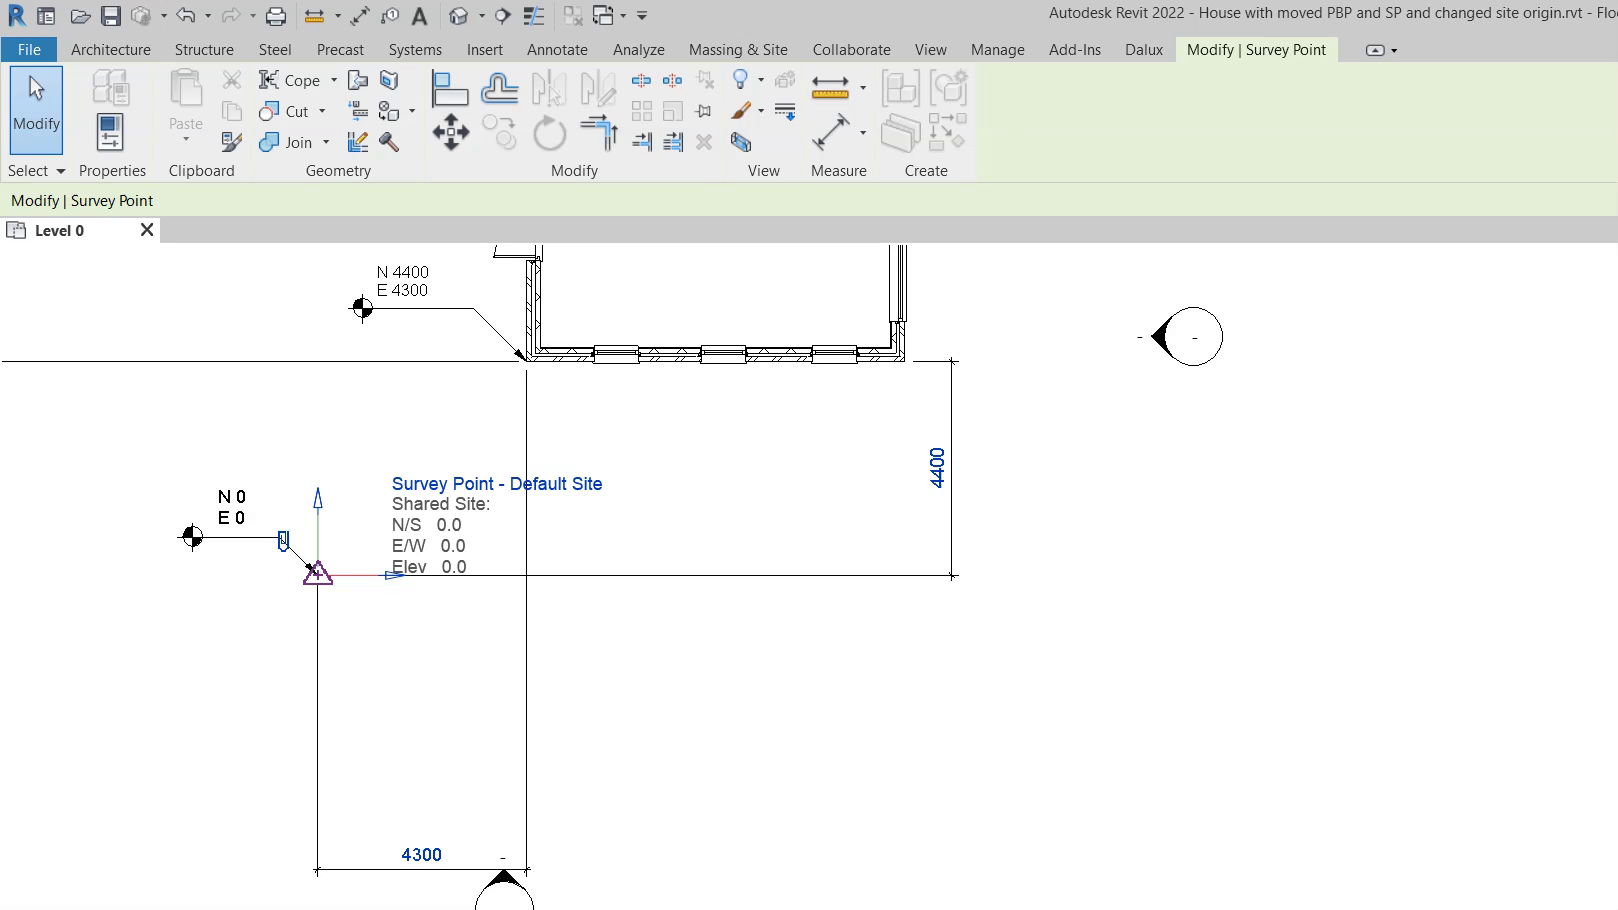 Autodesk Revit 2022 - House with moved PBP and SP and changed site origin.rvt - Floo
File Architecture Structure Steel Precast Systems Insert Annotate Analyze Massing & Site Collaborate View Manage Add-Ins Dalux Modify | Survey Point
Modify
Paste
Cope
Cut
Join
Select Properties Clipboard Geometry Modify View Measure Create
Modify | Survey Point
Level 0
N 4400
E 4300
-
-
4400
Survey Point - Default Site
Shared Site:
N/S 0.0
E/W 0.0
Elev 0.0
N 0
E 0
4300
-